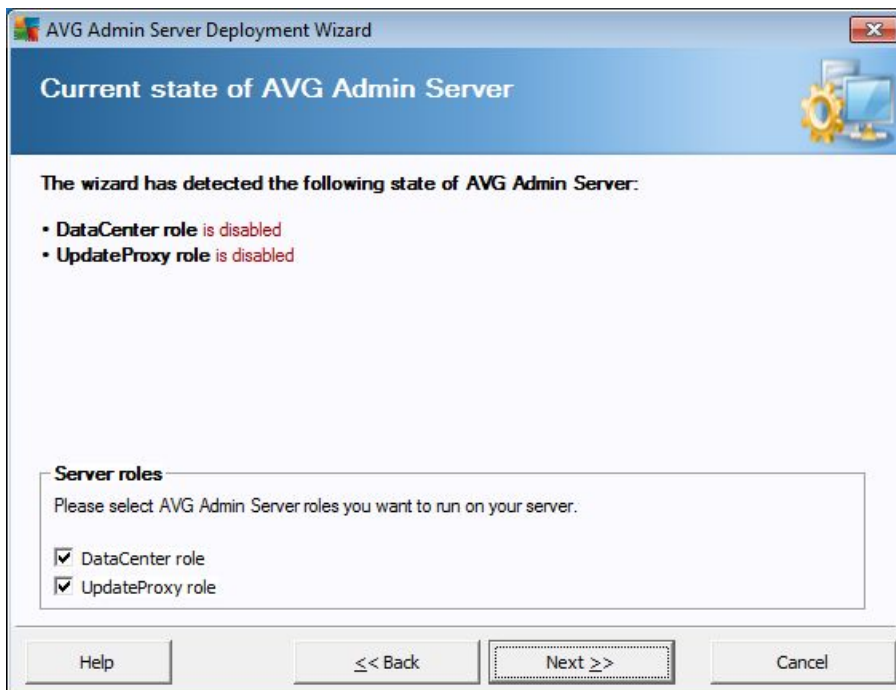 AVG Admin Server Deployment Wizard
Current state of AVG Admin Server
The wizard has detected the following state of AVG Admin Server:
• DataCenter role is disabled
• UpdateProxy role is disabled
Server roles
Please select AVG Admin Server roles you want to run on your server.
DataCenter role
UpdateProxy role
Help
<< Back
Next >>
Cancel